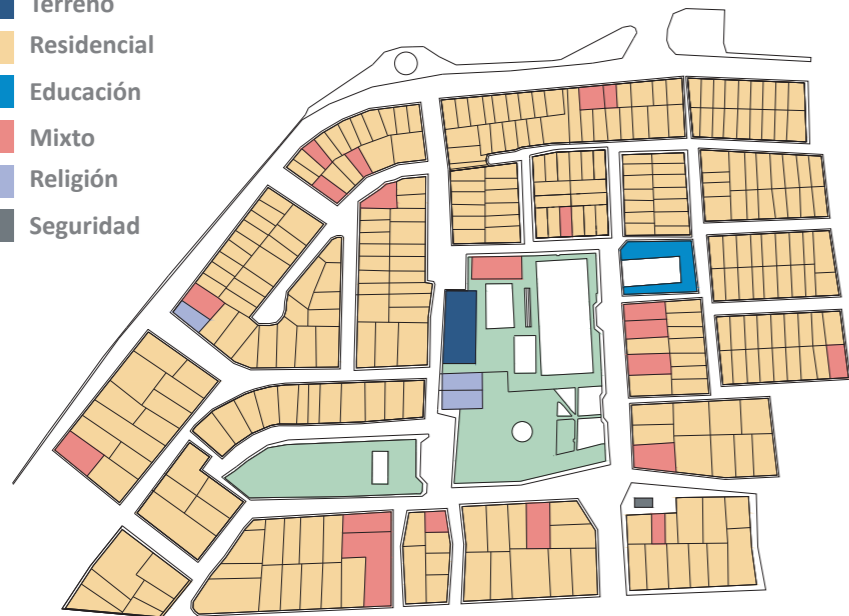 Terreno
Residencial
Educación
Mixto
Religión
Seguridad